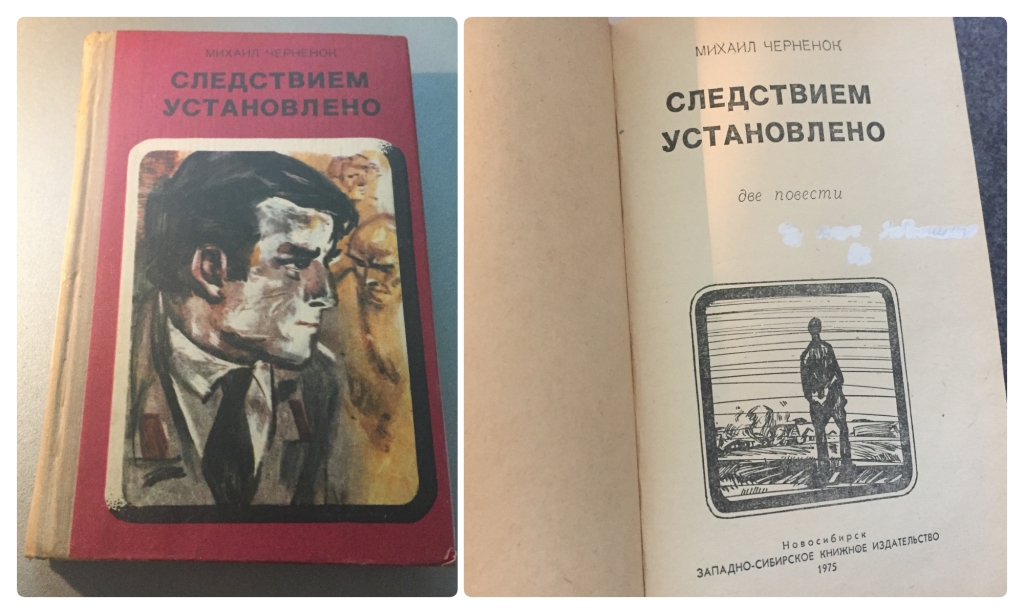 МИХАИЛ ЧЕРНЕНОК
СЛЕДСТВИЕМ
УСТАНОВЛЕНО
МИХАИЛ ЧЕРНЕНОК
СЛЕДСТВИЕМ
УСТАНОВЛЕНО
две повести
Новосибирск
ЗАПАДНО-СИБИРСКОЕ КНИЖНОЕ ИЗДАТЕЛЬСТВО
1975